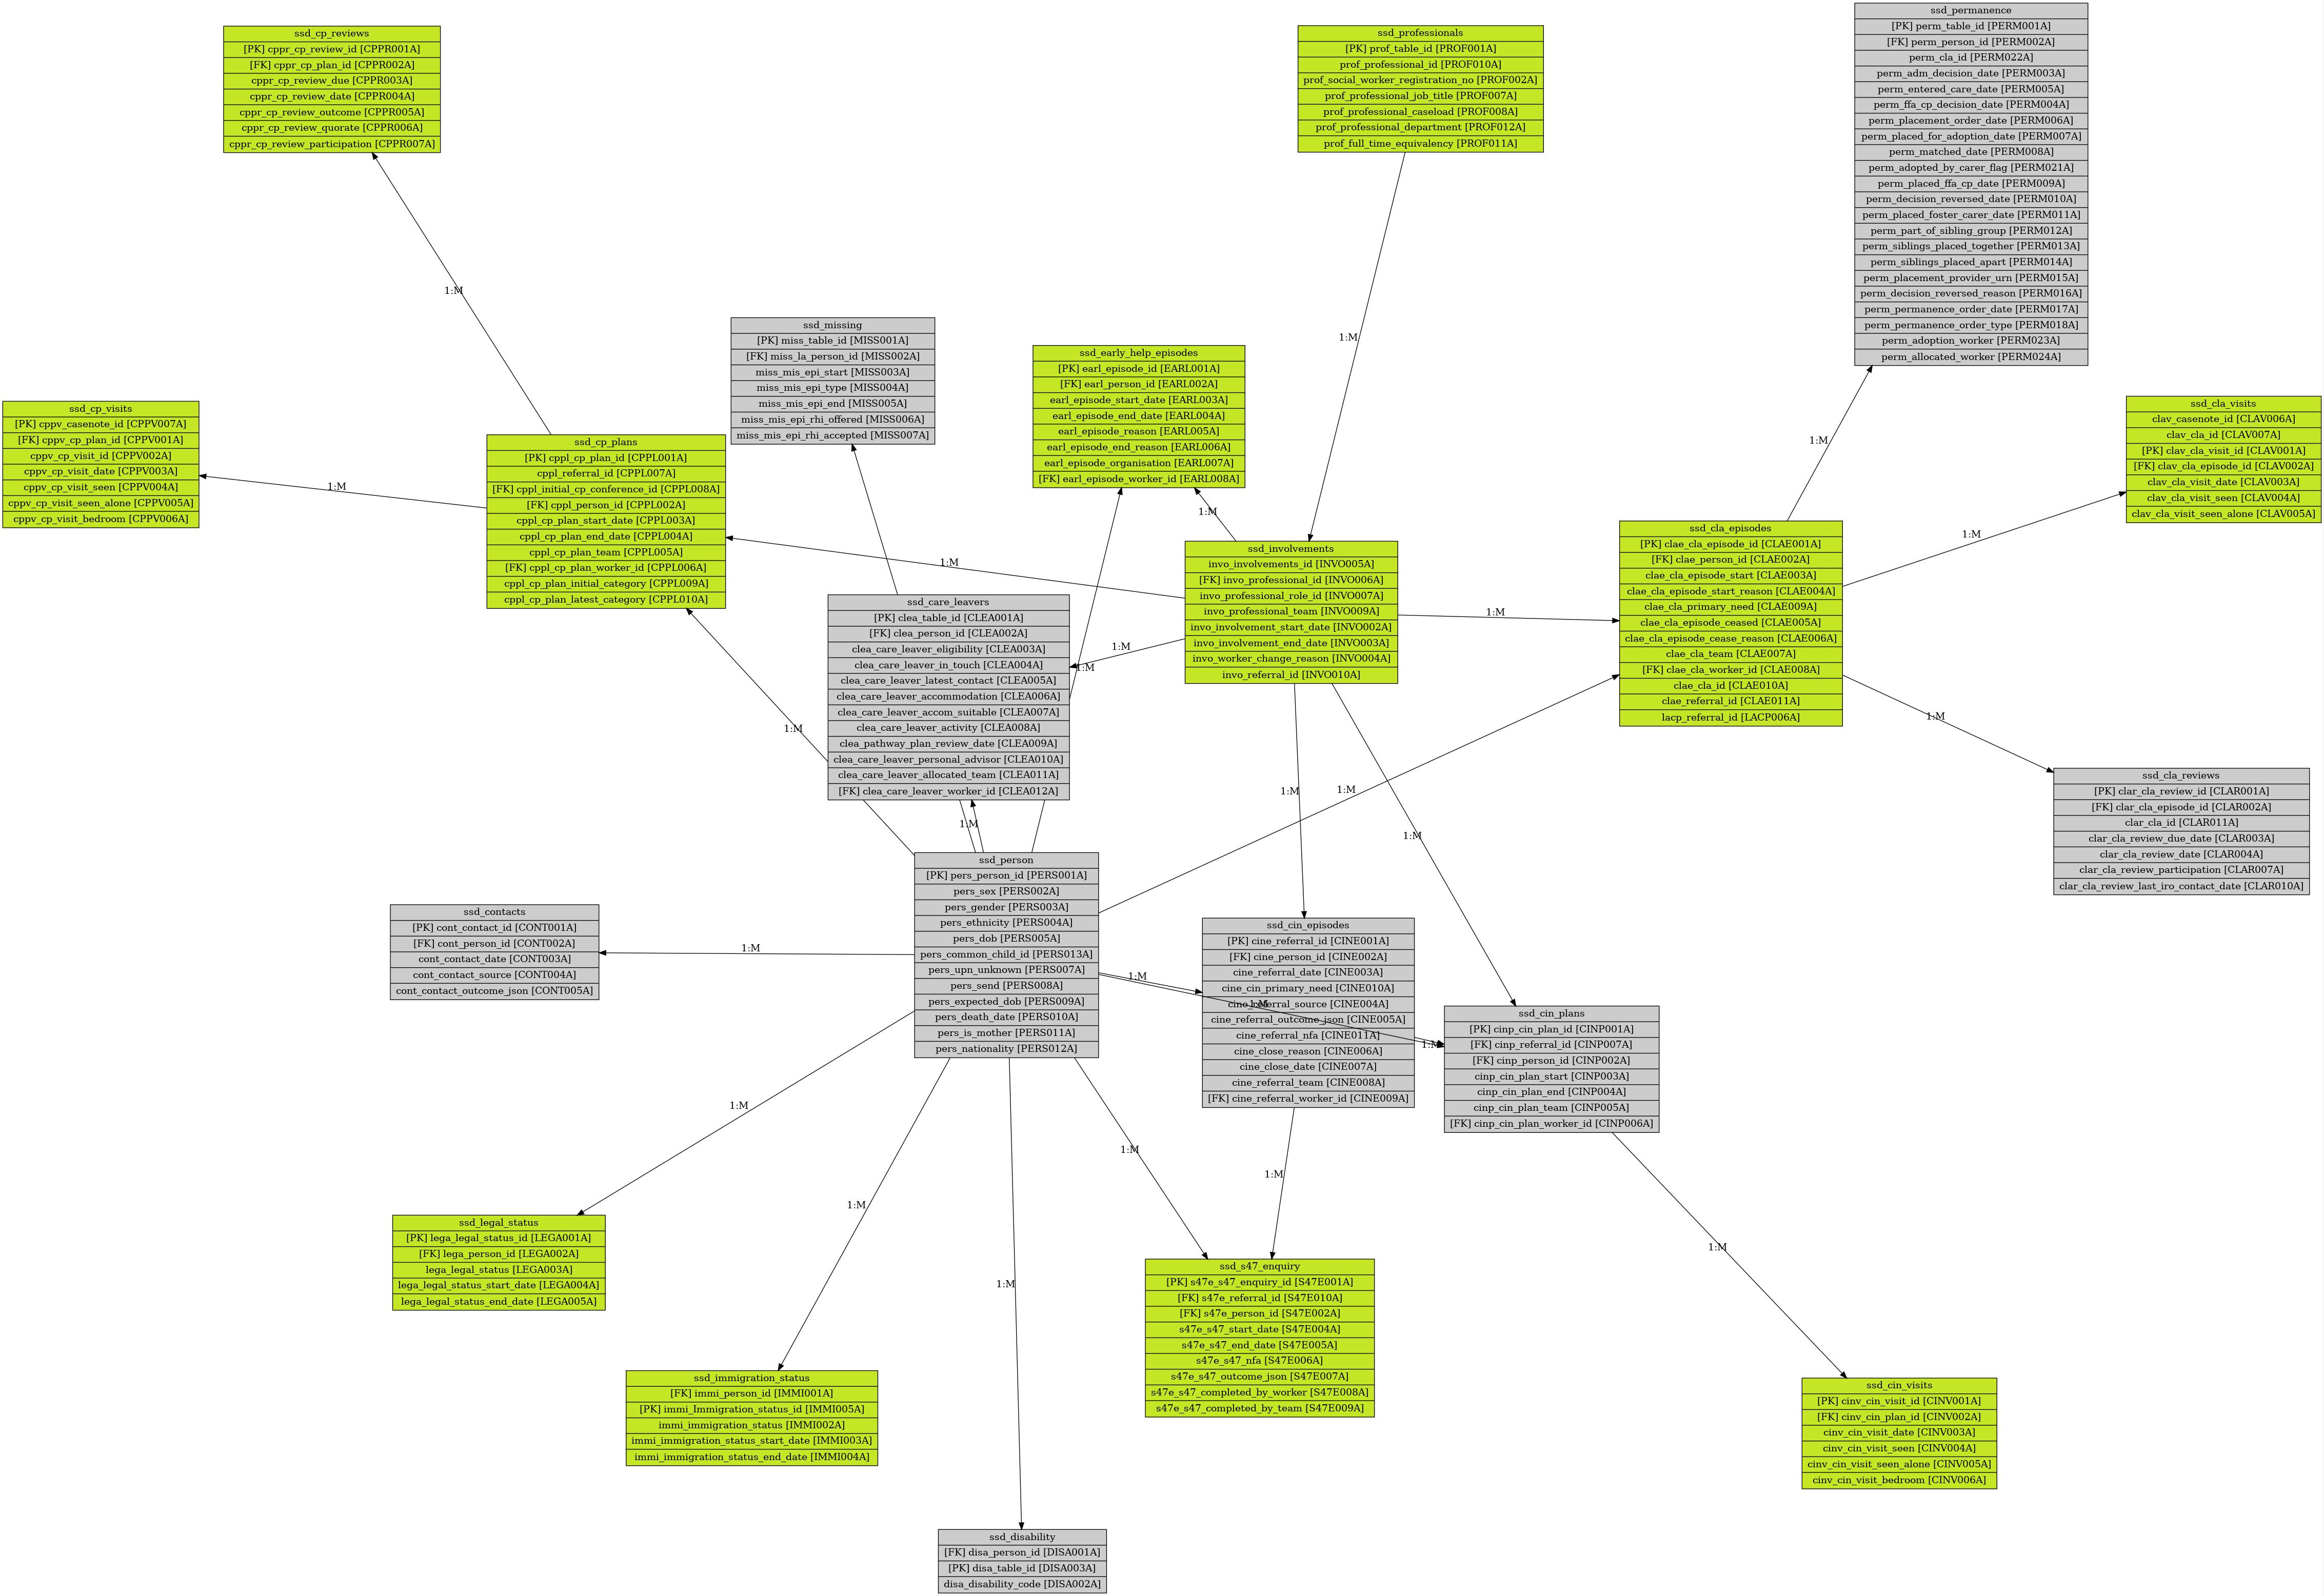 ssd_permanence
[PK] perm_table_id [PERM001A]
[FK] perm_person_id [PERM002A]
perm_cla_id [PERM022A]
perm_adm_decision_date [PERM003A]
perm_entered_care_date [PERM005A]
perm_ffa_cp_decision_date [PERM004A]
perm_placement_order_date [PERM006A]
perm_placed_for_adoption_date [PERM007A]
perm_matched_date [PERM008A]
perm_adopted_by_carer_flag [PERM021A]
perm_placed_ffa_cp_date [PERM009A]
perm_decision_reversed_date [PERM010A]
perm_placed_foster_carer_date [PERM011A]
perm_part_of_sibling_group [PERM012A]
perm_siblings_placed_together [PERM013A]
perm_siblings_placed_apart [PERM014A]
perm_placement_provider_urn [PERM015A]
perm_decision_reversed_reason [PERM016A]
perm_permanence_order_date [PERM017A]
perm_permanence_order_type [PERM018A]
perm_adoption_worker [PERM023A]
perm_allocated_worker [PERM024A]
ssd_cp_reviews
[PK] cppr_cp_review_id [CPPR001A]
[FK] cppr_cp_plan_id [CPPR002A]
cppr_cp_review_due [CPPR003A]
cppr_cp_review_date [CPPR004A]
cppr_cp_review_outcome [CPPR005A]
cppr_cp_review_quorate [CPPR006A]
cppr_cp_review_participation [CPPR007A]
ssd_professionals
[PK] prof_table_id [PROF001A]
prof_professional_id [PROF010A]
prof_social_worker_registration_no [PROF002A]
prof_professional_job_title [PROF007A]
prof_professional_caseload [PROF008A]
prof_professional_department [PROF012A]
prof_full_time_equivalency [PROF011A]
1:M
1:M
ssd_missing
[PK] miss_table_id [MISS001A]
[FK] miss_la_person_id [MISS002A]
miss_mis_epi_start [MISS003A]
miss_mis_epi_type [MISS004A]
miss_mis_epi_end [MISS005A]
miss_mis_epi_rhi_offered [MISS006A]
miss_mis_epi_rhi_accepted [MISS007A]
ssd_early_help_episodes
[PK] earl_episode_id [EARL001A]
[FK] earl_person_id [EARL002A]
earl_episode_start_date [EARL003A]
earl_episode_end_date [EARL004A]
earl_episode_reason [EARL005A]
earl_episode_end_reason [EARL006A]
earl_episode_organisation [EARL007A]
[FK] earl_episode_worker_id [EARL008A]
ssd_cp_visits
[PK] cppv_casenote_id [CPPV007A]
[FK] cppv_cp_plan_id [CPPV001A]
cppv_cp_visit_id [CPPV002A]
cppv_cp_visit_date [CPPV003A]
cppv_cp_visit_seen [CPPV004A]
cppv_cp_visit_seen_alone [CPPV005A]
cppv_cp_visit_bedroom [CPPV006A]
1:M
ssd_cp_plans
[PK] cppl_cp_plan_id [CPPL001A]
cppl_referral_id [CPPL007A]
[FK] cppl_initial_cp_conference_id [CPPL008A]
[FK] cppl_person_id [CPPL002A]
cppl_cp_plan_start_date [CPPL003A]
cppl_cp_plan_end_date [CPPL004A]
cppl_cp_plan_team [CPPL005A]
[FK] cppl_cp_plan_worker_id [CPPL006A]
cppl_cp_plan_initial_category [CPPL009A]
cppl_cp_plan_latest_category [CPPL010A]
1:M
ssd_cla_visits
clav_casenote_id [CLAV006A]
clav_cla_id [CLAV007A]
[PK] clav_cla_visit_id [CLAV001A]
[FK] clav_cla_episode_id [CLAV002A]
clav_cla_visit_date [CLAV003A]
clav_cla_visit_seen [CLAV004A]
clav_cla_visit_seen_alone [CLAV005A]
1:M
1:M
1:M
ssd_involvements
invo_involvements_id [INVO005A]
[FK] invo_professional_id [INVO006A]
invo_professional_role_id [INVO007A]
invo_professional_team [INVO009A]
invo_involvement_start_date [INVO002A]
invo_involvement_end_date [INVO003A]
invo_worker_change_reason [INVO004A]
invo_referral_id [INVO010A]
1:M
ssd_cla_episodes
[PK] clae_cla_episode_id [CLAE001A]
[FK] clae_person_id [CLAE002A]
clae_cla_episode_start [CLAE003A]
clae_cla_episode_start_reason [CLAE004A]
clae_cla_primary_need [CLAE009A]
clae_cla_episode_ceased [CLAE005A]
clae_cla_episode_cease_reason [CLAE006A]
clae_cla_team [CLAE007A]
[FK] clae_cla_worker_id [CLAE008A]
clae_cla_id [CLAE010A]
clae_referral_id [CLAE011A]
lacp_referral_id [LACP006A]
1:M
ssd_care_leavers
[PK] clea_table_id [CLEA001A]
[FK] clea_person_id [CLEA002A]
clea_care_leaver_eligibility [CLEA003A]
clea_care_leaver_in_touch [CLEA004A]
clea_care_leaver_latest_contact [CLEA005A]
clea_care_leaver_accommodation [CLEA006A]
clea_care_leaver_accom_suitable [CLEA007A]
clea_care_leaver_activity [CLEA008A]
clea_pathway_plan_review_date [CLEA009A]
clea_care_leaver_personal_advisor [CLEA010A]
clea_care_leaver_allocated_team [CLEA011A]
[FK] clea_care_leaver_worker_id [CLEA012A]
1:M
1:M
1:M
1:M
ssd_cla_reviews
[PK] clar_cla_review_id [CLAR001A]
[FK] clar_cla_episode_id [CLAR002A]
clar_cla_id [CLAR011A]
clar_cla_review_due_date [CLAR003A]
clar_cla_review_date [CLAR004A]
clar_cla_review_participation [CLAR007A]
clar_cla_review_last_iro_contact_date [CLAR010A]
1:M
1:M
1:M
1:M
ssd_person
[PK] pers_person_id [PERS001A]
pers_sex [PERS002A]
pers_gender [PERS003A]
pers_ethnicity [PERS004A]
pers_dob [PERS005A]
pers_common_child_id [PERS013A]
pers_upn_unknown [PERS007A]
pers_send [PERS008A]
pers_expected_dob [PERS009A]
pers_death_date [PERS010A]
pers_is_mother [PERS011A]
pers_nationality [PERS012A]
ssd_contacts
[PK] cont_contact_id [CONT001A]
[FK] cont_person_id [CONT002A]
cont_contact_date [CONT003A]
cont_contact_source [CONT004A]
cont_contact_outcome_json [CONT005A]
1:M
1:M
ssd_cin_episodes
[PK] cine_referral_id [CINE001A]
[FK] cine_person_id [CINE002A]
cine_referral_date [CINE003A]
cine_cin_primary_need [CINE010A]
cine_referral_source [CINE004A]
cine_referral_outcome_json [CINE005A]
cine_referral_nfa [CINE011A]
cine_close_reason [CINE006A]
cine_close_date [CINE007A]
cine_referral_team [CINE008A]
[FK] cine_referral_worker_id [CINE009A]
1:M
1:M
ssd_cin_plans
[PK] cinp_cin_plan_id [CINP001A]
[FK] cinp_referral_id [CINP007A]
[FK] cinp_person_id [CINP002A]
cinp_cin_plan_start [CINP003A]
cinp_cin_plan_end [CINP004A]
cinp_cin_plan_team [CINP005A]
[FK] cinp_cin_plan_worker_id [CINP006A]
1:M
1:M
1:M
1:M
1:M
1:M
ssd_legal_status
[PK] lega_legal_status_id [LEGA001A]
[FK] lega_person_id [LEGA002A]
lega_legal_status [LEGA003A]
lega_legal_status_start_date [LEGA004A]
lega_legal_status_end_date [LEGA005A]
ssd_s47_enquiry
[PK] s47e_s47_enquiry_id [S47E001A]
[FK] s47e_referral_id [S47E010A]
[FK] s47e_person_id [S47E002A]
s47e_s47_start_date [S47E004A]
s47e_s47_end_date [S47E005A]
s47e_s47_nfa [S47E006A]
s47e_s47_outcome_json [S47E007A]
s47e_s47_completed_by_worker [S47E008A]
s47e_s47_completed_by_team [S47E009A]
ssd_immigration_status
[FK] immi_person_id [IMMI001A]
[PK] immi_Immigration_status_id [IMMI005A]
immi_immigration_status [IMMI002A]
immi_immigration_status_start_date [IMMI003A]
immi_immigration_status_end_date [IMMI004A]
ssd_cin_visits
[PK] cinv_cin_visit_id [CINV001A]
[FK] cinv_cin_plan_id [CINV002A]
cinv_cin_visit_date [CINV003A]
cinv_cin_visit_seen [CINV004A]
cinv_cin_visit_seen_alone [CINV005A]
cinv_cin_visit_bedroom [CINV006A]
ssd_disability
[FK] disa_person_id [DISA001A]
[PK] disa_table_id [DISA003A]
disa_disability_code [DISA002A]